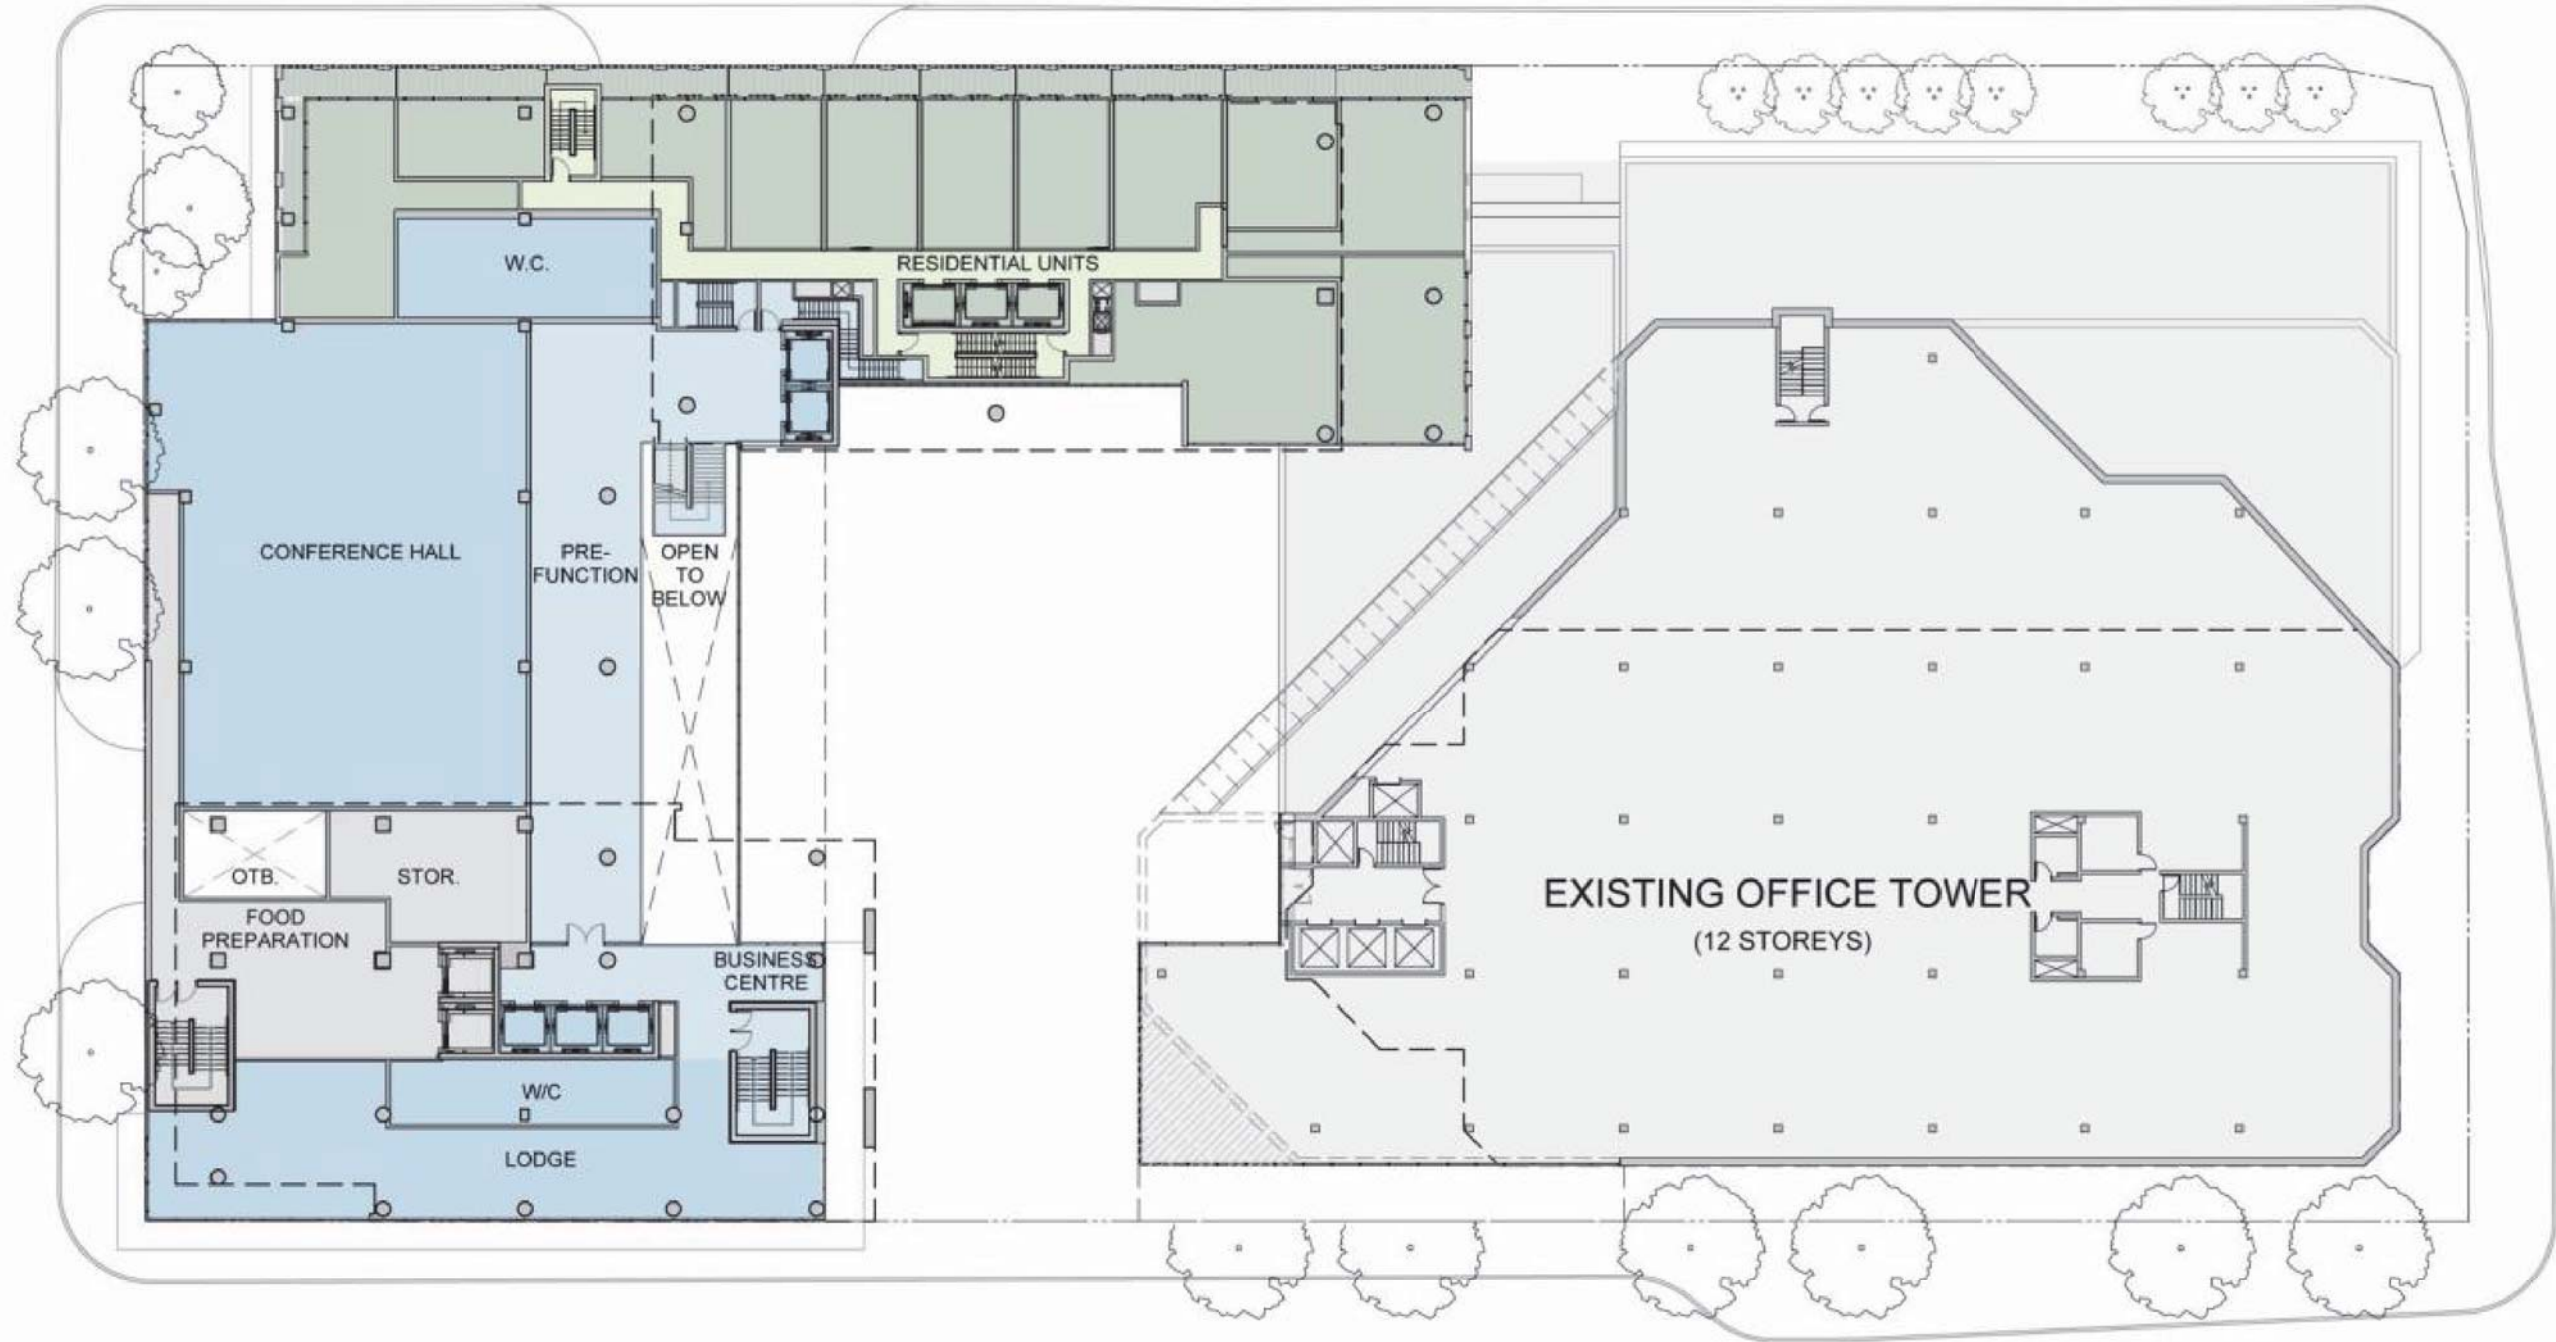 W.C.
RESIDENTIAL UNITS
CONFERENCE HALL
PRE-
FUNCTION
OPEN
TO
BELOW
OTB.
STOR.
FOOD
PREPARATION
BUSINESS
CENTRE
W/C
LODGE
EXISTING OFFICE TOWER
(12 STOREYS)